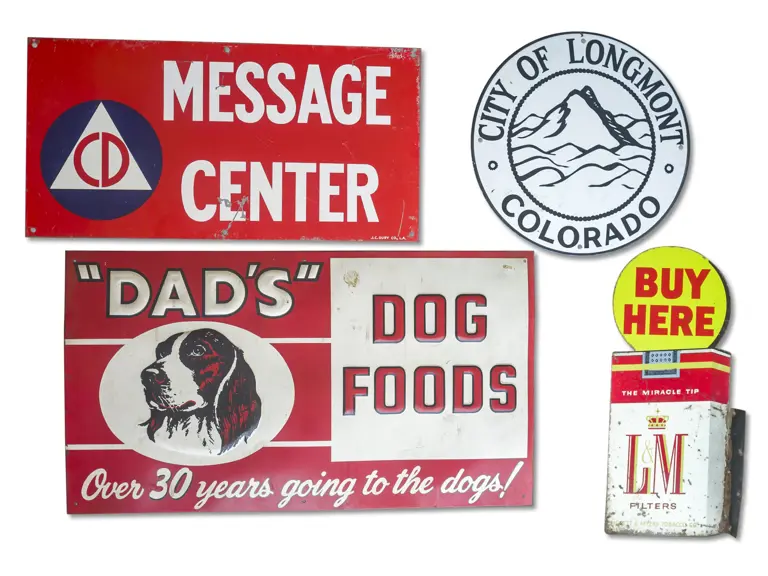 MESSAGE
CENTER
CD
CITY OF LONGMONT
COLORADO
"DAD'S"
DOG
FOODS
Over 30 years going to the dogs!
BUY
HERE
THE MIRACLE TIP
L&M
FILTERS